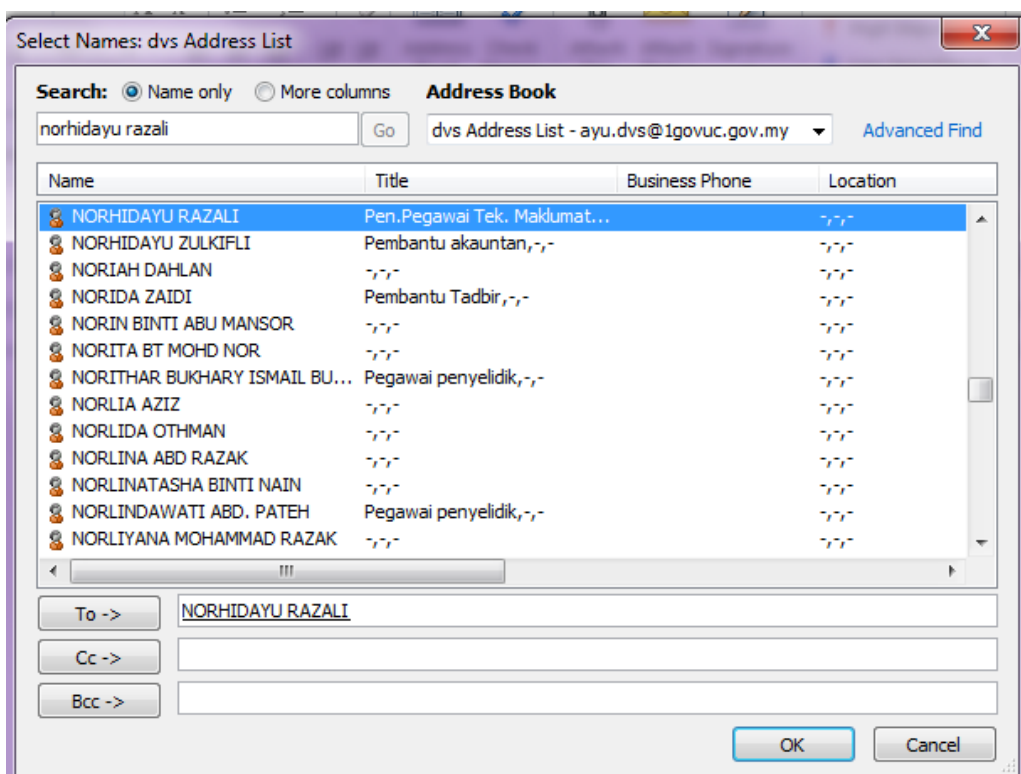 Select Names: dvs Address List
Search: Name only More columns Address Book
norhidayu razali Go dvs Address List - ayu.dvs@1govuc.gov.my Advanced Find
Name Title Business Phone Location
NORHIDAYU RAZALI Pen.Pegawai Tek. Maklumat... -,-,-
NORHIDAYU ZULKIFLI Pembantu akauntan,-,- -,-,-
NORIAH DAHLAN -,-,- -,-,-
NORIDA ZAIDI Pembantu Tadbir,-,- -,-,-
NORIN BINTI ABU MANSOR -,-,- -,-,-
NORITA BT MOHD NOR -,-,- -,-,-
NORITHAR BUKHARY ISMAIL BU... Pegawai penyelidik,-,- -,-,-
NORLIA AZIZ -,-,- -,-,-
NORLIDA OTHMAN -,-,- -,-,-
NORLINA ABD RAZAK -,-,- -,-,-
NORLINATASHA BINTI NAIN -,-,- -,-,-
NORLINDAWATI ABD. PATEH Pegawai penyelidik,-,- -,-,-
NORLIYANA MOHAMMAD RAZAK -,-,- -,-,-
To -> NORHIDAYU RAZALI
Cc ->
Bcc ->
OK Cancel